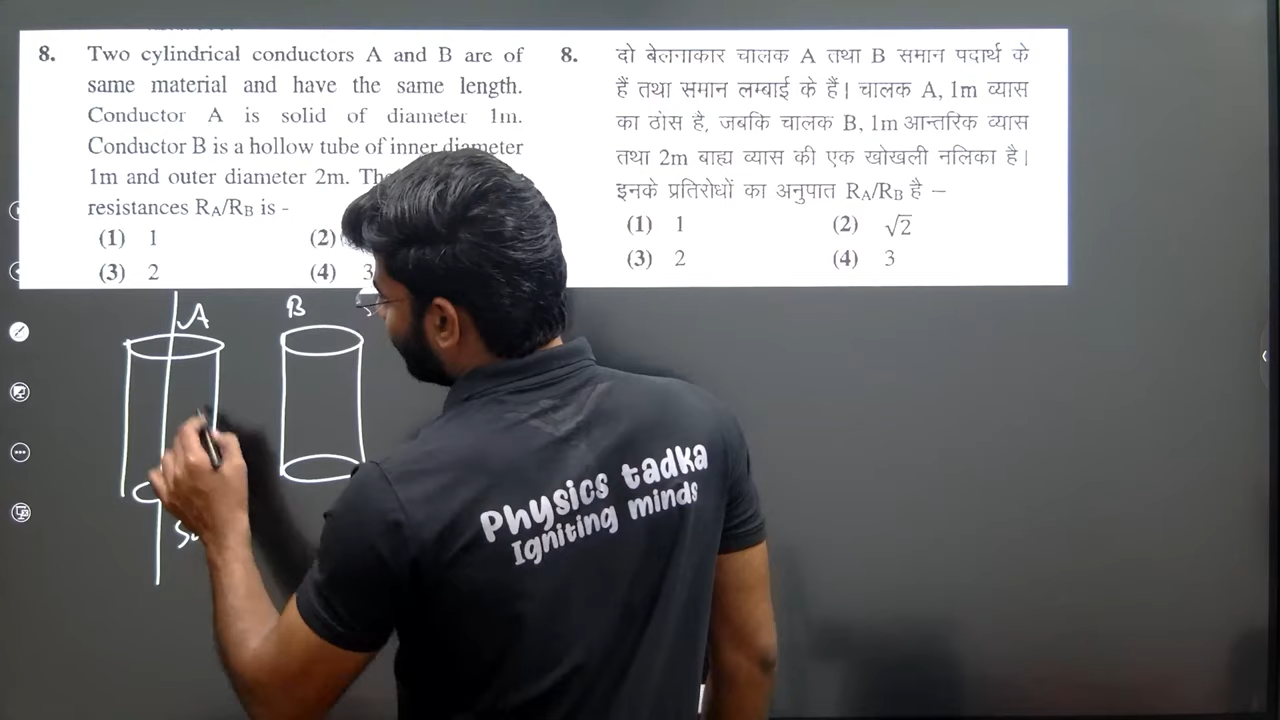 8. Two cylindrical conductors A and B are of
same material and have the same length.
Conductor A is solid of diameter 1m.
Conductor B is a hollow tube of inner diameter
1m and outer diameter 2m.
resistances RA/RB is -
(1) 1 (2)
(3) 2 (4) 3
8. दो बेलनाकार चालक A तथा B समान पदार्थ के
हैं तथा समान लम्बाई के हैं। चालक A, 1m व्यास
का ठोस है, जबकि चालक B, 1m आन्तरिक व्यास
तथा 2m बाह्य व्यास की एक खोखली नलिका है।
इनके प्रतिरोधों का अनुपात RA/RB है –
(1) 1 (2) √2
(3) 2 (4) 3
A
B
Physics tadka
Igniting minds